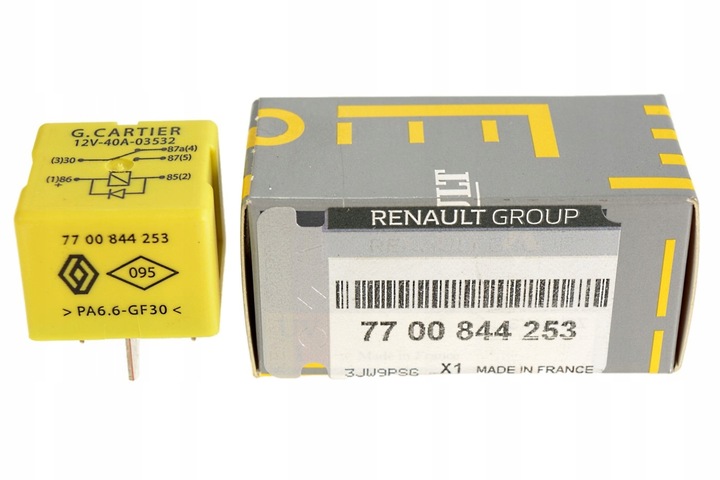 G.CARTIER
12V-40A-03532
87a(4)
(3)30
87(5)
(1)86
+
85(2)
77 00 844 253
095
> PA6.6-GF30 <
RENAULT GROUP
77 00 844 253
3JW9PSG
X1 MADE IN FRANCE